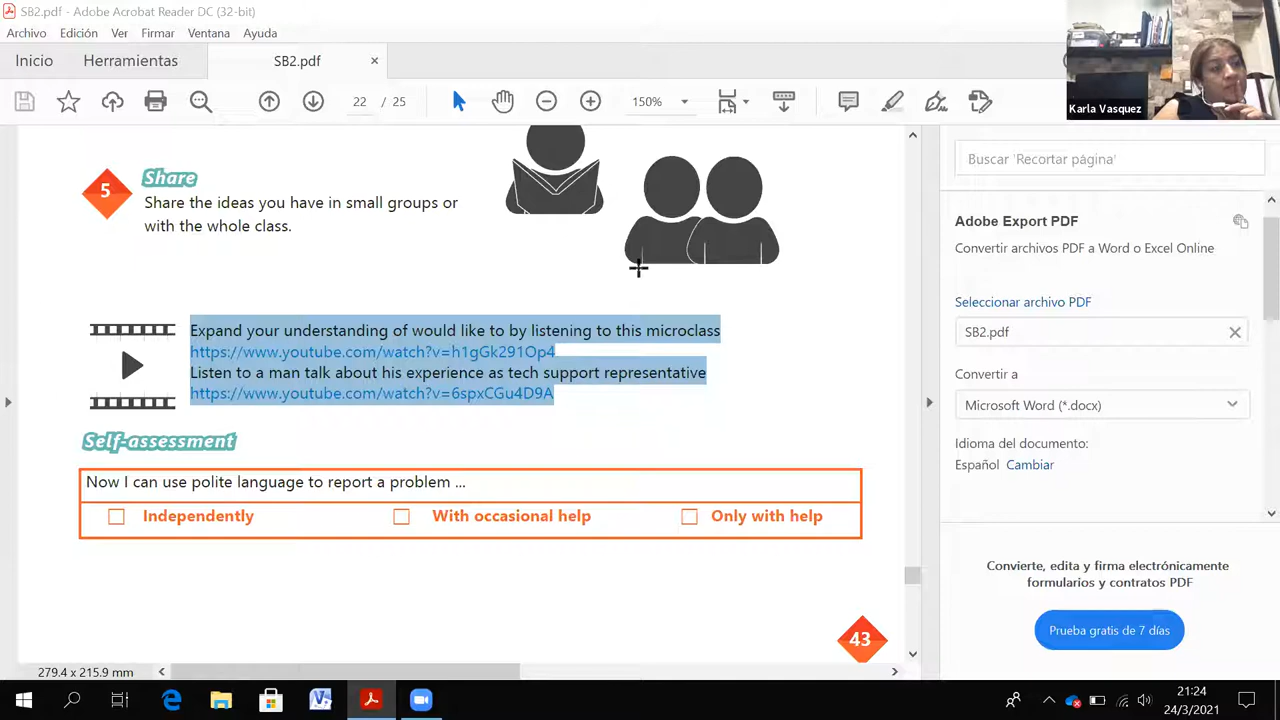 SB2.pdf - Adobe Acrobat Reader DC (32-bit)
Archivo Edición Ver Firmar Ventana Ayuda
Inicio Herramientas SB2.pdf
22 / 25 150%
Karla Vasquez
5 Share
Share the ideas you have in small groups or
with the whole class.
Expand your understanding of would like to by listening to this microclass
https://www.youtube.com/watch?v=h1gGk291Op4
Listen to a man talk about his experience as tech support representative
https://www.youtube.com/watch?v=6spxCGu4D9A
Self-assessment
Now I can use polite language to report a problem ...
Independently With occasional help Only with help
43
279.4 x 215.9 mm
Buscar 'Recortar página'
Adobe Export PDF
Convertir archivos PDF a Word o Excel Online
Seleccionar archivo PDF
SB2.pdf
Convertir a
Microsoft Word (*.docx)
Idioma del documento:
Español Cambiar
Convierte, edita y firma electrónicamente
formularios y contratos PDF
Prueba gratis de 7 días
21:24
24/3/2021